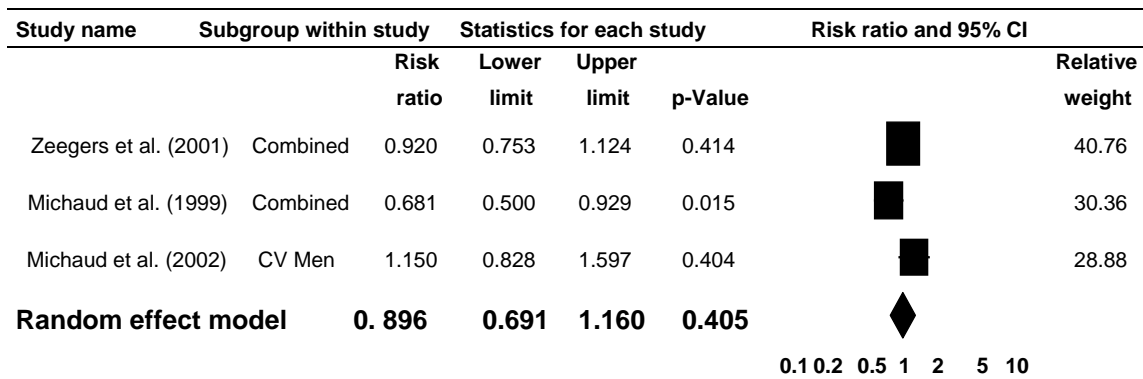 Study name Subgroup within study Statistics for each study Risk ratio and 95% CI
Risk Lower Upper Relative
ratio limit limit p-Value weight
Zeegers et al. (2001) Combined 0.920 0.753 1.124 0.414 40.76
Michaud et al. (1999) Combined 0.681 0.500 0.929 0.015 30.36
Michaud et al. (2002) CV Men 1.150 0.828 1.597 0.404 28.88
Random effect model 0. 896 0.691 1.160 0.405
0.1 0.2 0.5 1 2 5 10